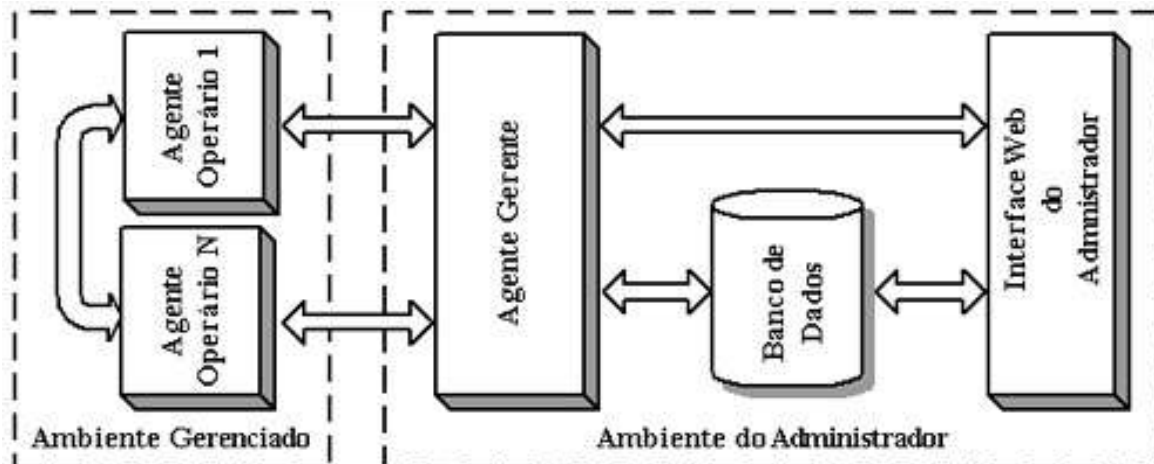 Agente
Operário 1
Agente
Operário N
Ambiente Gerenciado
Agente Gerente
Banco de
Dados
Interface Web
do
Admnistrador
Ambiente do Administrador